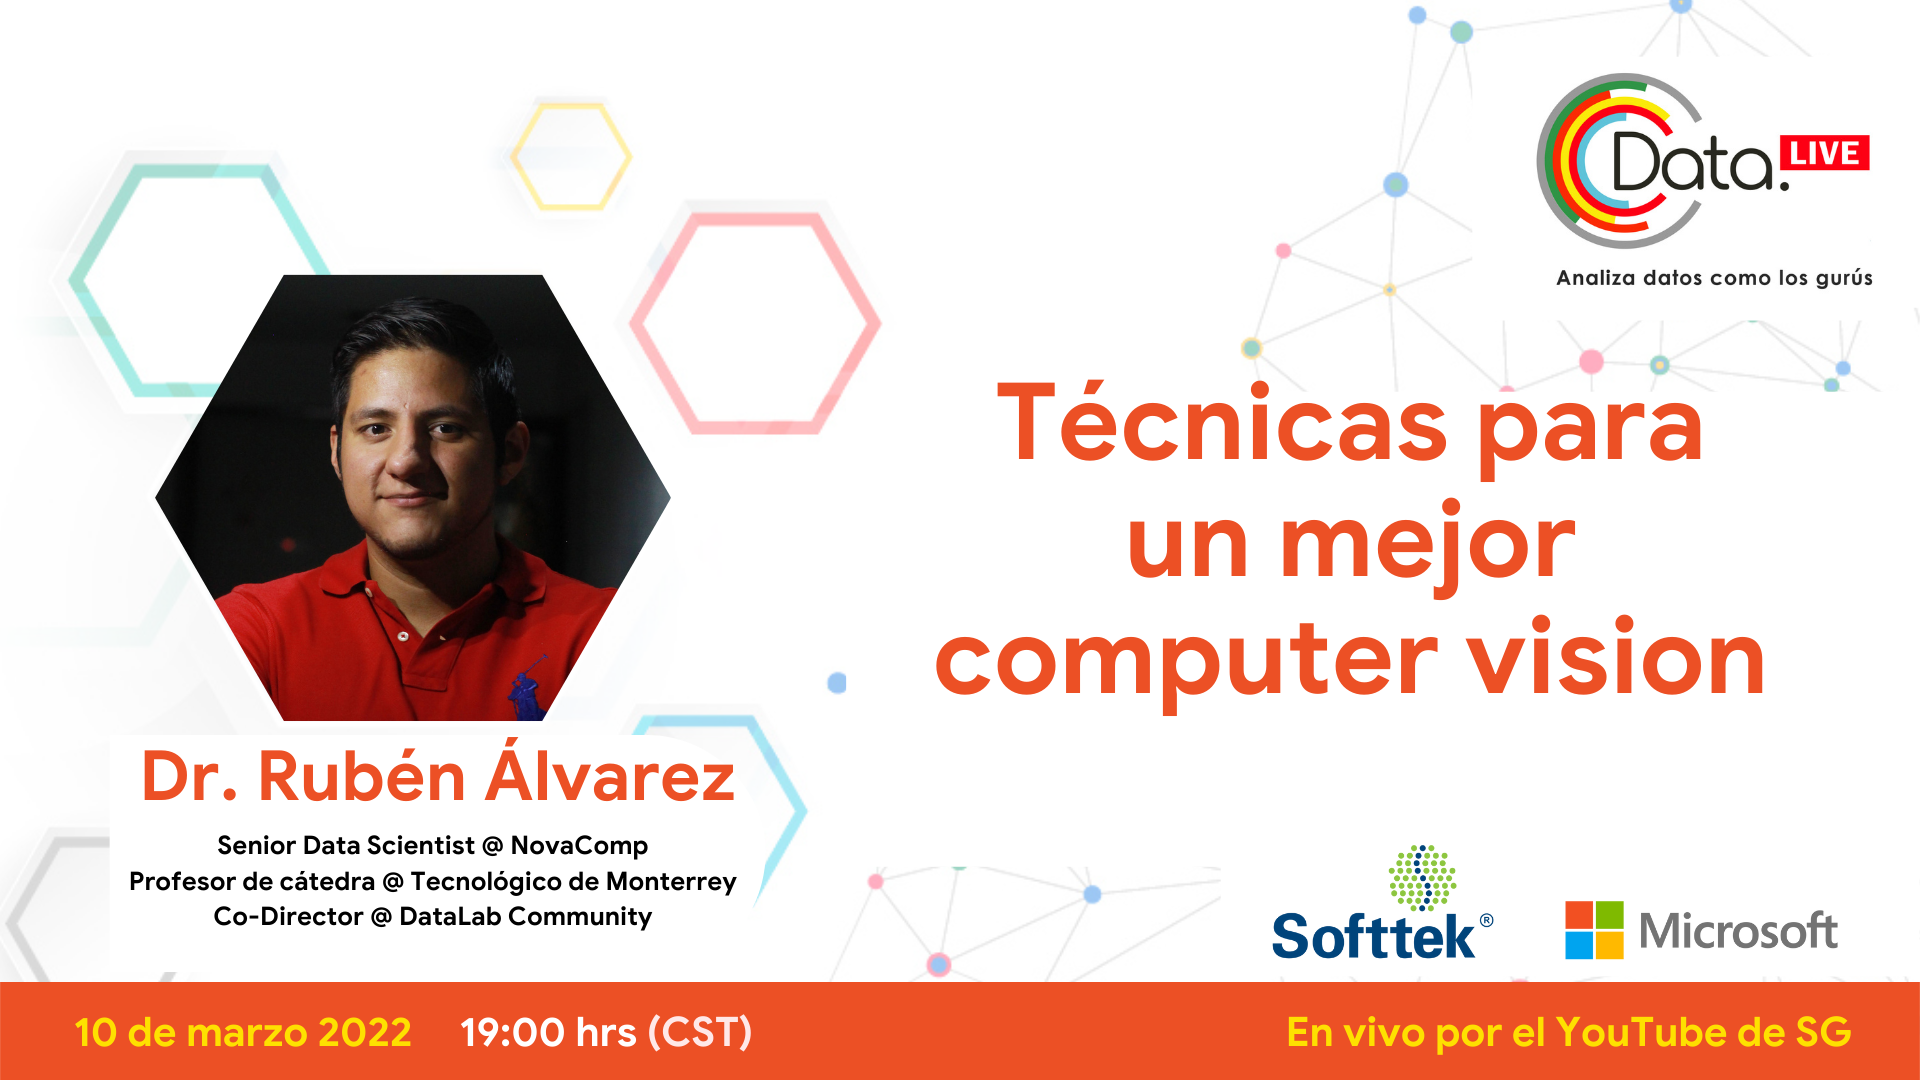 Data.
LIVE
Analiza datos como los gurús
Técnicas para
un mejor
computer vision
Dr. Rubén Álvarez
Senior Data Scientist @ NovaComp
Profesor de cátedra @ Tecnológico de Monterrey
Co-Director @ DataLab Community
Softtek®
Microsoft
10 de marzo 2022
19:00 hrs (CST)
En vivo por el YouTube de SG